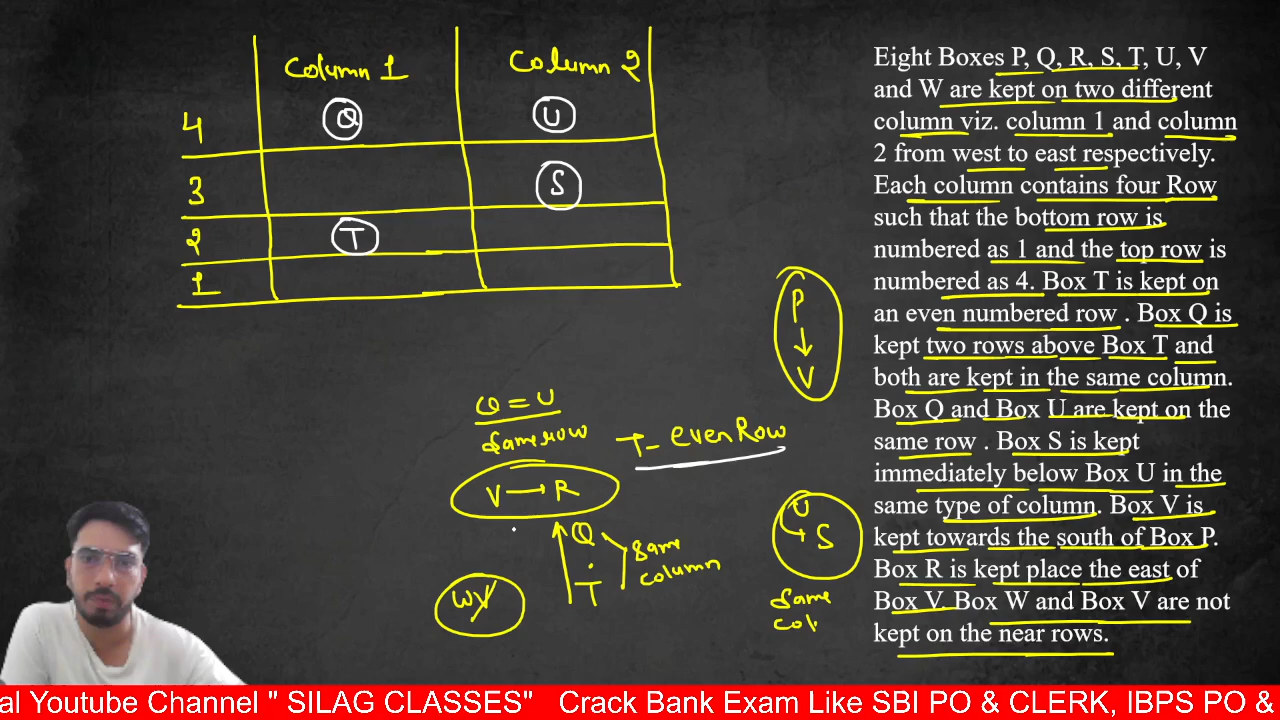 Column 1 Column 2
4 Q U
3 S
2 T
1
Eight Boxes P, Q, R, S, T, U, V
and W are kept on two different
column viz. column 1 and column
2 from west to east respectively.
Each column contains four Row
such that the bottom row is
numbered as 1 and the top row is
numbered as 4. Box T is kept on
an even numbered row . Box Q is
kept two rows above Box T and
both are kept in the same column.
Box Q and Box U are kept on the
same row . Box S is kept
immediately below Box U in the
same type of column. Box V is
kept towards the south of Box P.
Box R is kept place the east of
Box V. Box W and Box V are not
kept on the near rows.
P
↓
V
Q = U
Same row
T - even Row
V → R
Q
.
T
Same
column
U
S
Same
col.
WV
al Youtube Channel " SILAG CLASSES" Crack Bank Exam Like SBI PO & CLERK, IBPS PO &